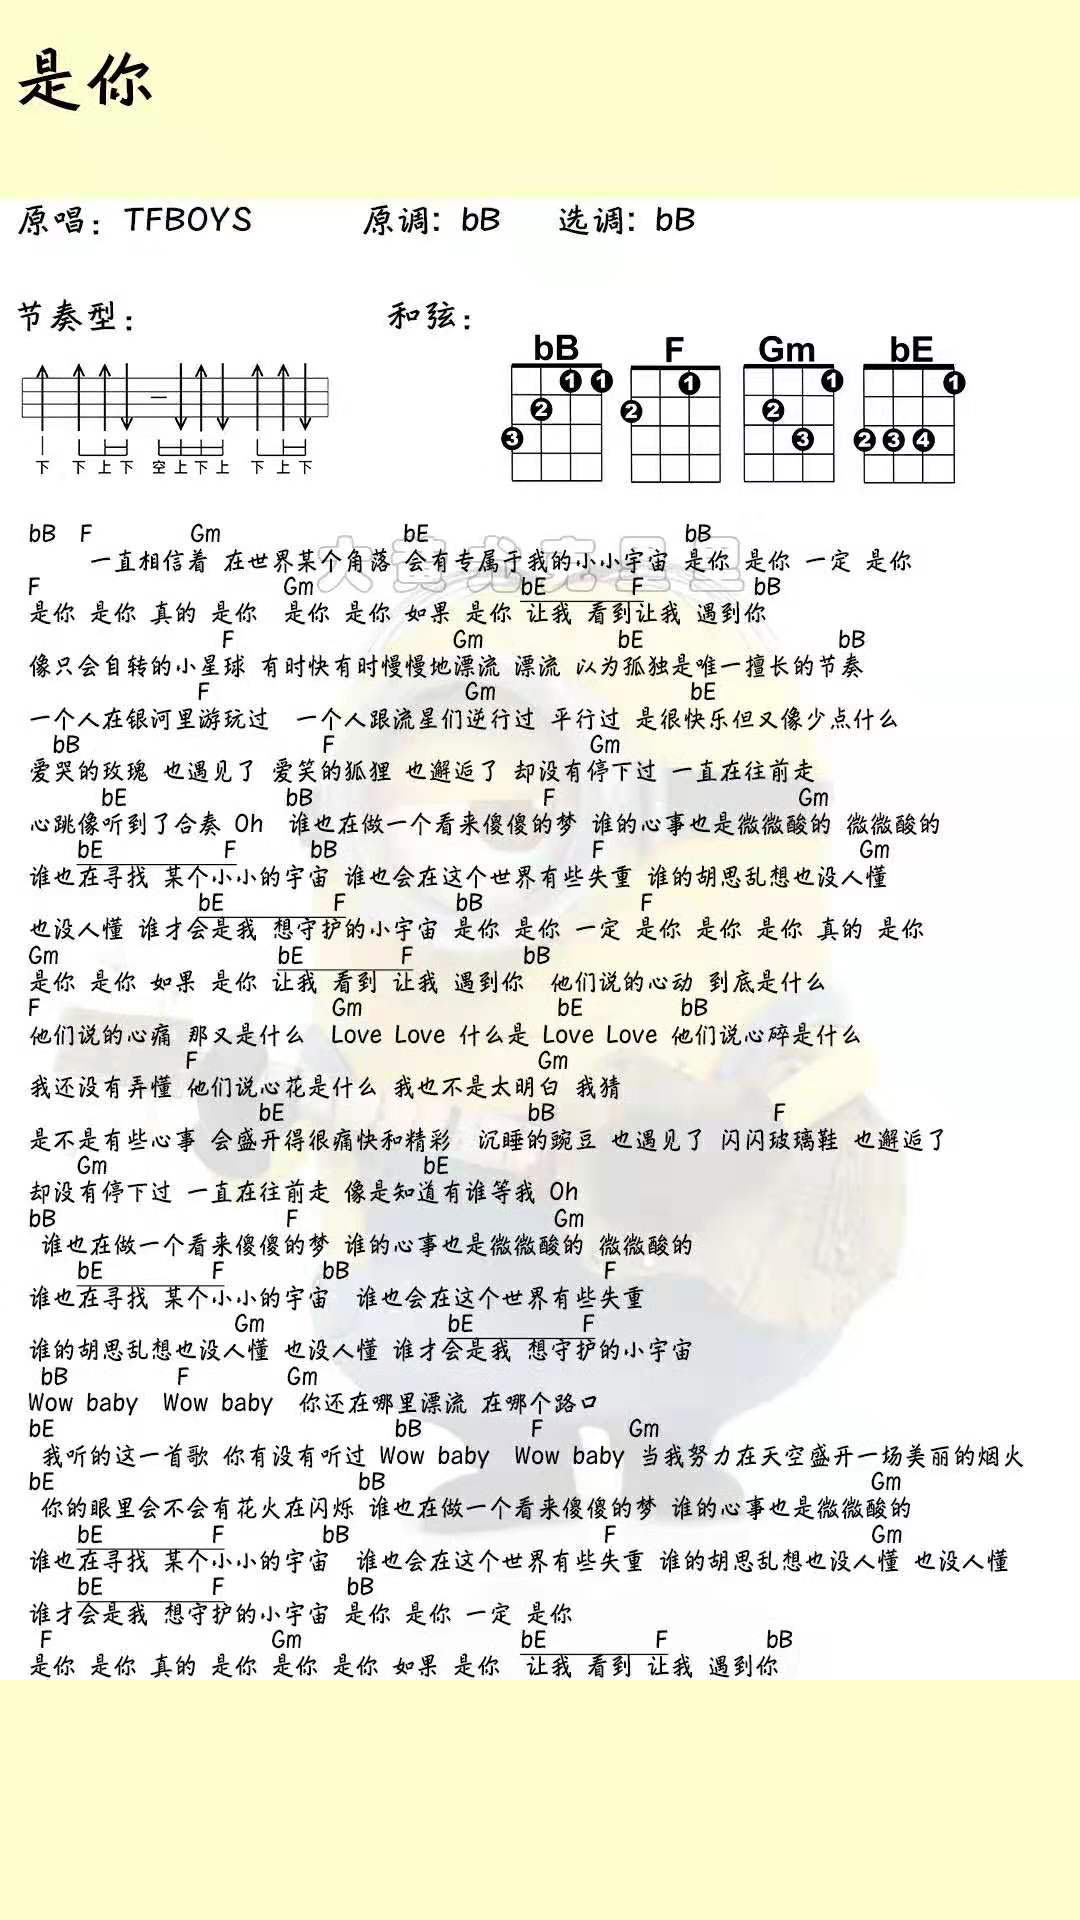 是你
原唱：TFBOYS 原调：bB 选调：bB
节奏型： 和弦：
bB F Gm bE
1 1 2 3 1 2 1 2 3 1 2 3 4
下 下 上 下 空 上 下 上 下 上 下
大黄尤克里里
bB F Gm bE bB
一直相信着 在世界某个角落 会有专属于我的小小宇宙 是你 是你 一定 是你
F Gm bE F bB
是你 是你 真的 是你 是你 是你 如果 是你 让我 看到让我 遇到你
F Gm bE bB
像只会自转的小星球 有时快有时慢慢地漂流 漂流 以为孤独是唯一擅长的节奏
F Gm bE
一个人在银河里游玩过 一个人跟流星们逆行过 平行过 是很快乐但又像少点什么
bB F Gm
爱哭的玫瑰 也遇见了 爱笑的狐狸 也邂逅了 却没有停下过 一直在往前走
bE bB F Gm
心跳像听到了合奏 Oh 谁也在做一个看来傻傻的梦 谁的心事也是微微酸的 微微酸的
bE F bB F Gm
谁也在寻找 某个小小的宇宙 谁也会在这个世界有些失重 谁的胡思乱想也没人懂
bE F bB F
也没人懂 谁才会是我 想守护的小宇宙 是你 是你 一定 是你 是你 是你 真的 是你
Gm bE F bB
是你 是你 如果 是你 让我 看到 让我 遇到你 他们说的心动 到底是什么
F Gm bE bB
他们说的心痛 那又是什么 Love Love 什么是 Love Love 他们说心碎是什么
F Gm
我还没有弄懂 他们说心花是什么 我也不是太明白 我猜
bE bB F
是不是有些心事 会盛开得很痛快和精彩 沉睡的豌豆 也遇见了 闪闪玻璃鞋 也邂逅了
Gm bE
却没有停下过 一直在往前走 像是知道有谁等我 Oh
bB F Gm
谁也在做一个看来傻傻的梦 谁的心事也是微微酸的 微微酸的
bE F bB F
谁也在寻找 某个小小的宇宙 谁也会在这个世界有些失重
Gm bE F
谁的胡思乱想也没人懂 也没人懂 谁才会是我 想守护的小宇宙
bB F Gm
Wow baby Wow baby 你还在哪里漂流 在哪个路口
bE bB F Gm
我听的这一首歌 你有没有听过 Wow baby Wow baby 当我努力在天空盛开一场美丽的烟火
bE bB Gm
你的眼里会不会有花火在闪烁 谁也在做一个看来傻傻的梦 谁的心事也是微微酸的
bE F bB F Gm
谁也在寻找 某个小小的宇宙 谁也会在这个世界有些失重 谁的胡思乱想也没人懂 也没人懂
bE F bB
谁才会是我 想守护的小宇宙 是你 是你 一定 是你
F Gm bE F bB
是你 是你 真的 是你 是你 是你 如果 是你 让我 看到 让我 遇到你